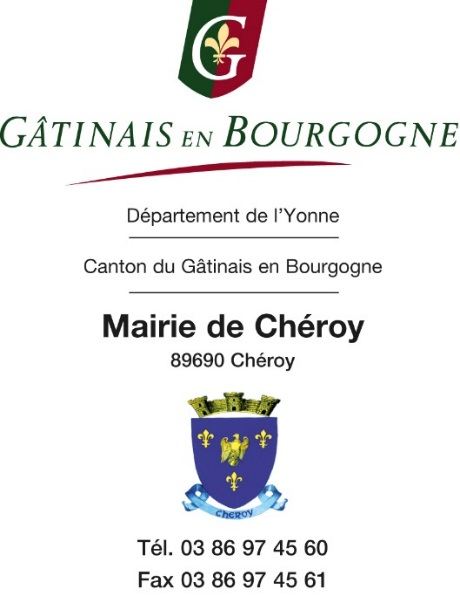 G
GÂTINAIS EN BOURGOGNE
Département de l'Yonne
Canton du Gâtinais en Bourgogne
Mairie de Chéroy
89690 Chéroy
CHEROY
Tél. 03 86 97 45 60
Fax 03 86 97 45 61